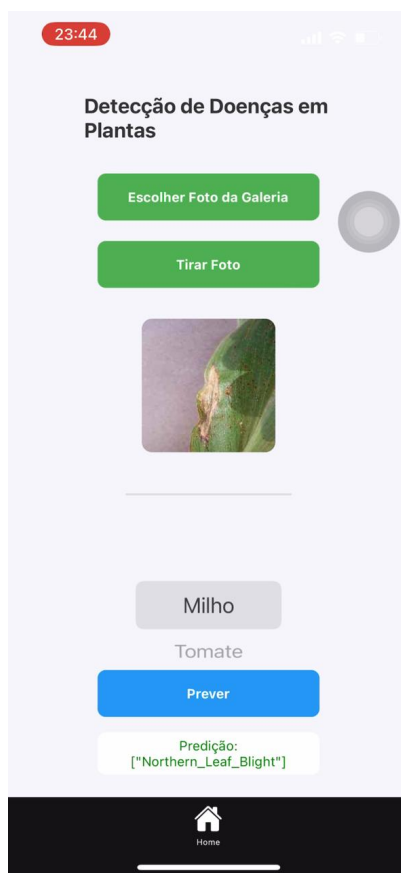 23:44
Detecção de Doenças em
Plantas
Escolher Foto da Galeria
Tirar Foto
Milho
Tomate
Prever
Predição:
["Northern_Leaf_Blight"]
Home